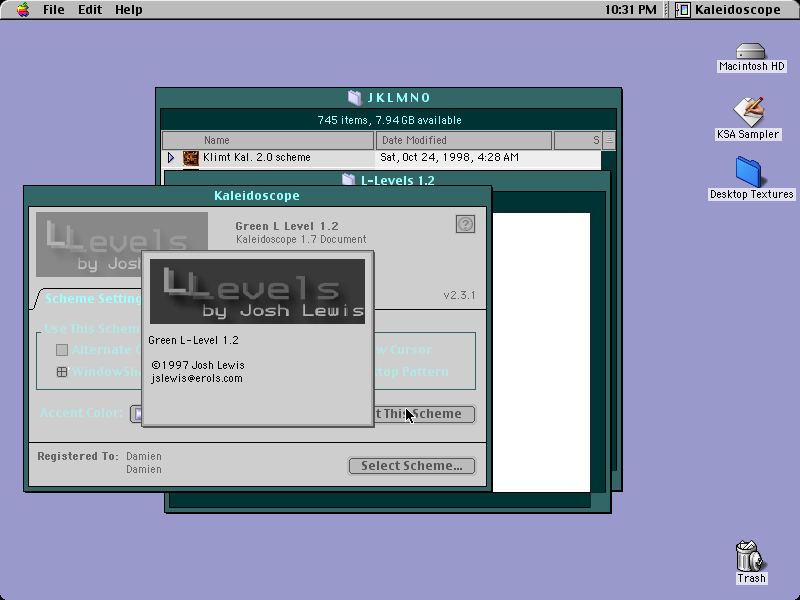 File Edit Help
10:31 PM
Kaleidoscope
Macintosh HD
KSA Sampler
Desktop Textures
Trash
JKLMNO
745 items, 7.94 GB available
Name
Date Modified
S
Klimt Kal. 2.0 scheme
Sat, Oct 24, 1998, 4:28 AM
L-Levels 1.2
Kaleidoscope
LLevels
by Josh
Green L Level 1.2
Kaleidoscope 1.7 Document
?
v2.3.1
Scheme Setting
Use This Schem
Alternate
w Cursor
WindowSh
top Pattern
Accent Color:
t This Scheme
LLevels
by Josh Lewis
Green L-Level 1.2
©1997 Josh Lewis
jslewis@erols.com
Registered To: Damien
Damien
Select Scheme...